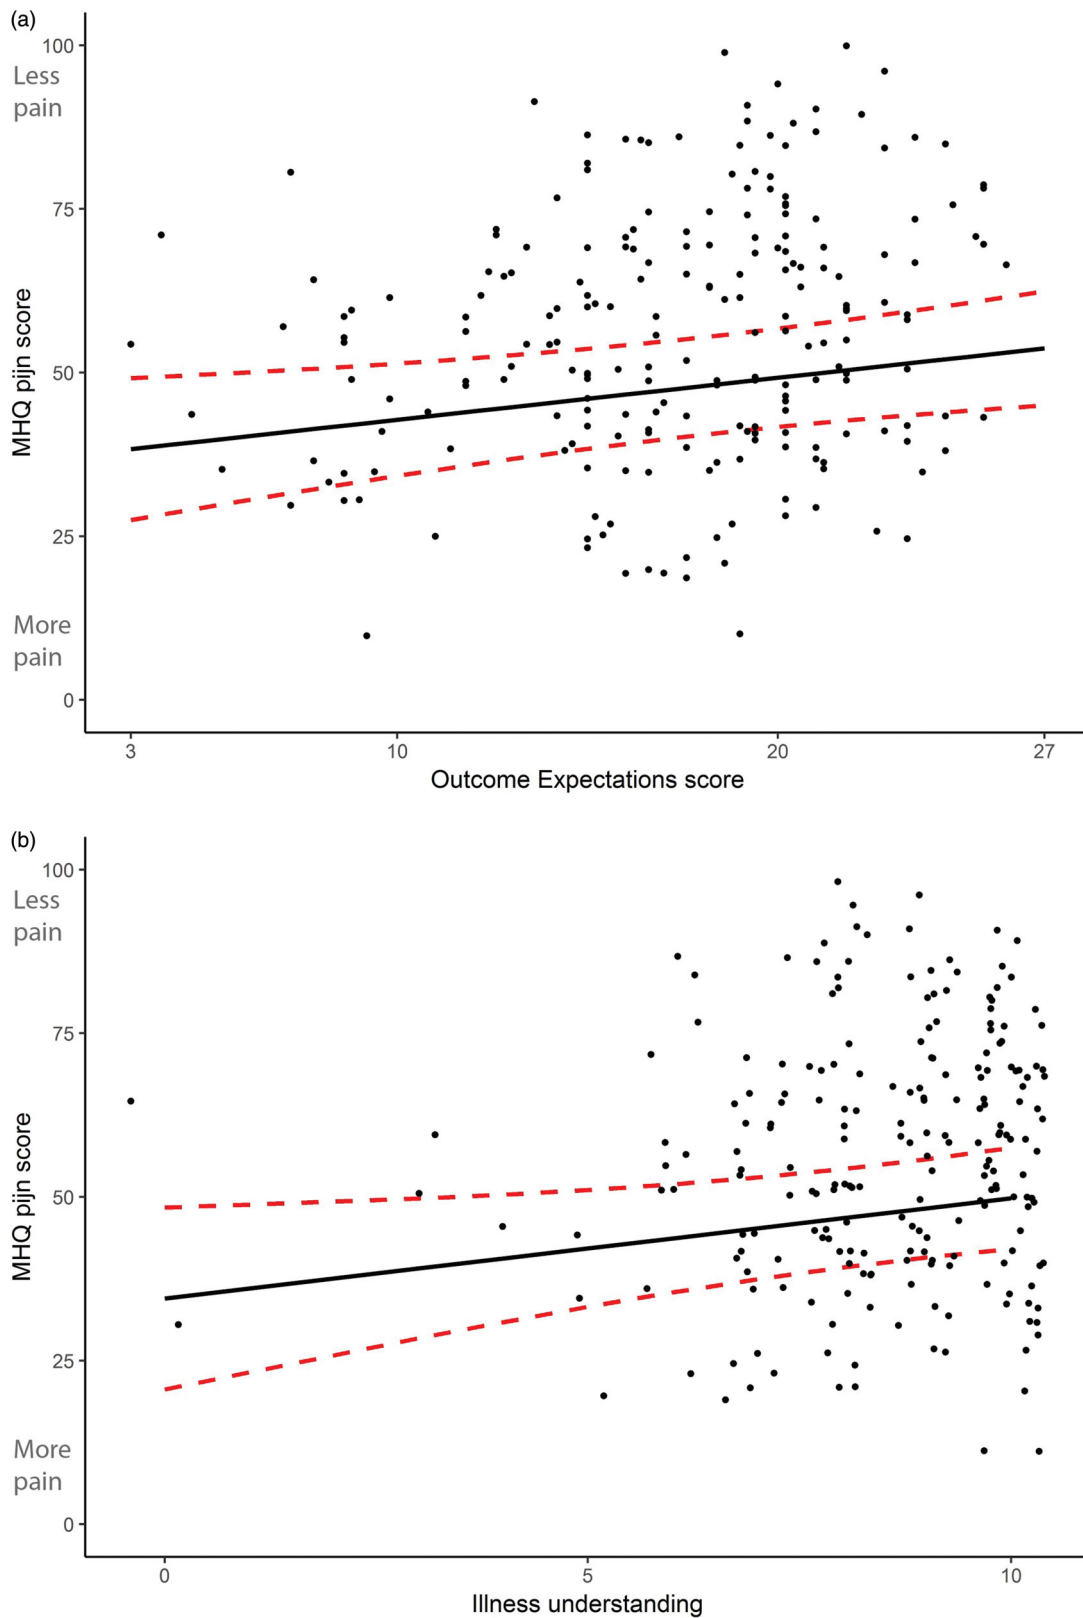 (a)
100
Less
pain
75
MHQ pijn score
50
25
More
pain
0
3 10 20 27
Outcome Expectations score
(b)
100
Less
pain
75
MHQ pijn score
50
25
More
pain
0
0 5 10
Illness understanding